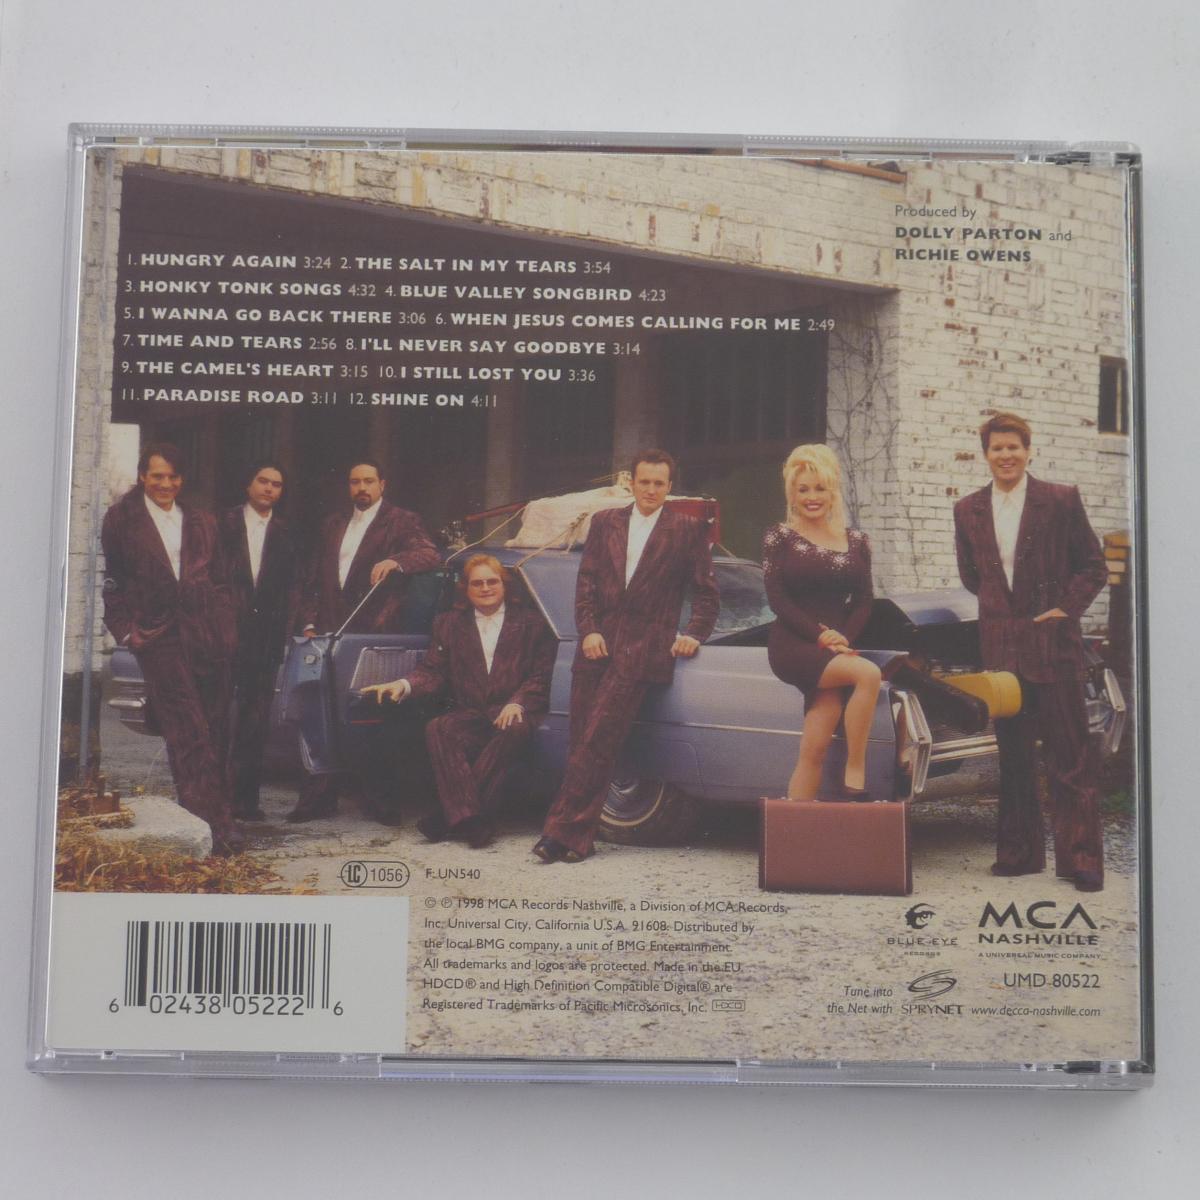 1. HUNGRY AGAIN 3:24 2. THE SALT IN MY TEARS 3:54
3. HONKY TONK SONGS 4:32 4. BLUE VALLEY SONGBIRD 4:23
5. I WANNA GO BACK THERE 3:06 6. WHEN JESUS COMES CALLING FOR ME 2:49
7. TIME AND TEARS 2:56 8. I'LL NEVER SAY GOODBYE 3:14
9. THE CAMEL'S HEART 3:15 10. I STILL LOST YOU 3:36
11. PARADISE ROAD 3:11 12. SHINE ON 4:11
Produced by
DOLLY PARTON and
RICHIE OWENS
LC 1056 F: UN540
© ℗ 1998 MCA Records Nashville, a Division of MCA Records,
Inc. Universal City, California U.S.A. 91608. Distributed by
the local BMG company, a unit of BMG Entertainment.
All trademarks and logos are protected. Made in the EU.
HDCD® and High Definition Compatible Digital® are
Registered Trademarks of Pacific Microsonics, Inc. HDCD
6 02438 05222 6
BLUE EYE
RECORDS
MCA
NASHVILLE
A UNIVERSAL MUSIC COMPANY
UMD 80522
Tune into
the Net with SPRYNET www.decca-nashville.com